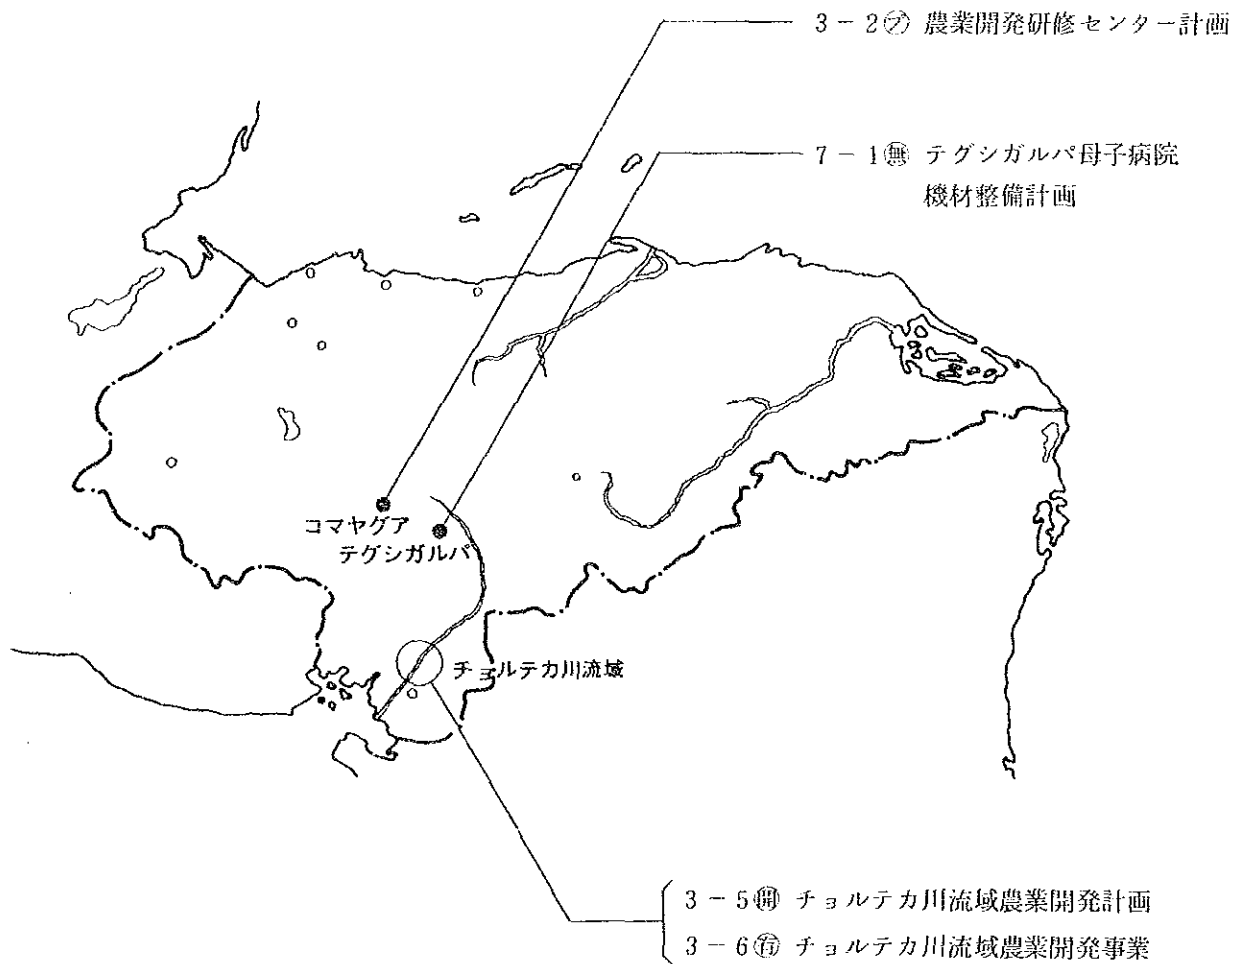 3-2㋫ 農業開発研修センター計画
7-1㊀無 テグシガルパ母子病院
機材整備計画
コマヤグア
テグシガルパ
チョルテカ川流域
3-5開 チョルテカ川流域農業開発計画
3-6㈲ チョルテカ川流域農業開発事業